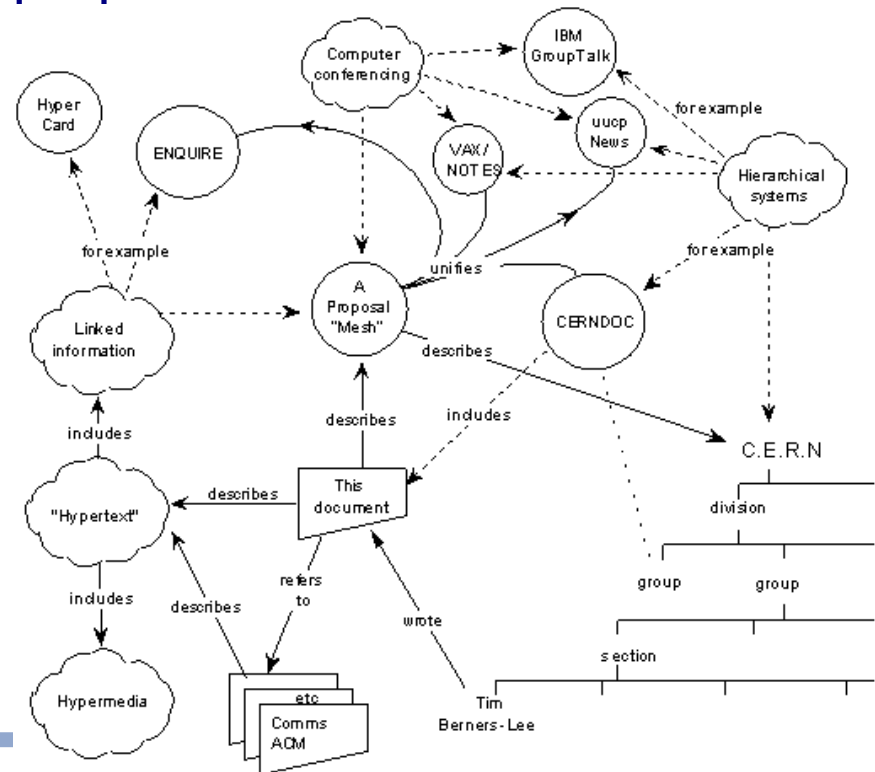 IBM
GroupTalk
Computer
conferencing
Hyper
Card
for example
uucp
News
ENQUIRE
VAX/
NOTES
Hierarchical
systems
for example
for example
unifies
A
Proposal
"Mesh"
CERNDOC
Linked
information
describes
includes
describes
includes
C.E.R.N
This
document
describes
"Hypertext"
division
refers
to
group
group
includes
describes
wrote
section
etc
Hypermedia
Comms
ACM
Tim
Berners-Lee